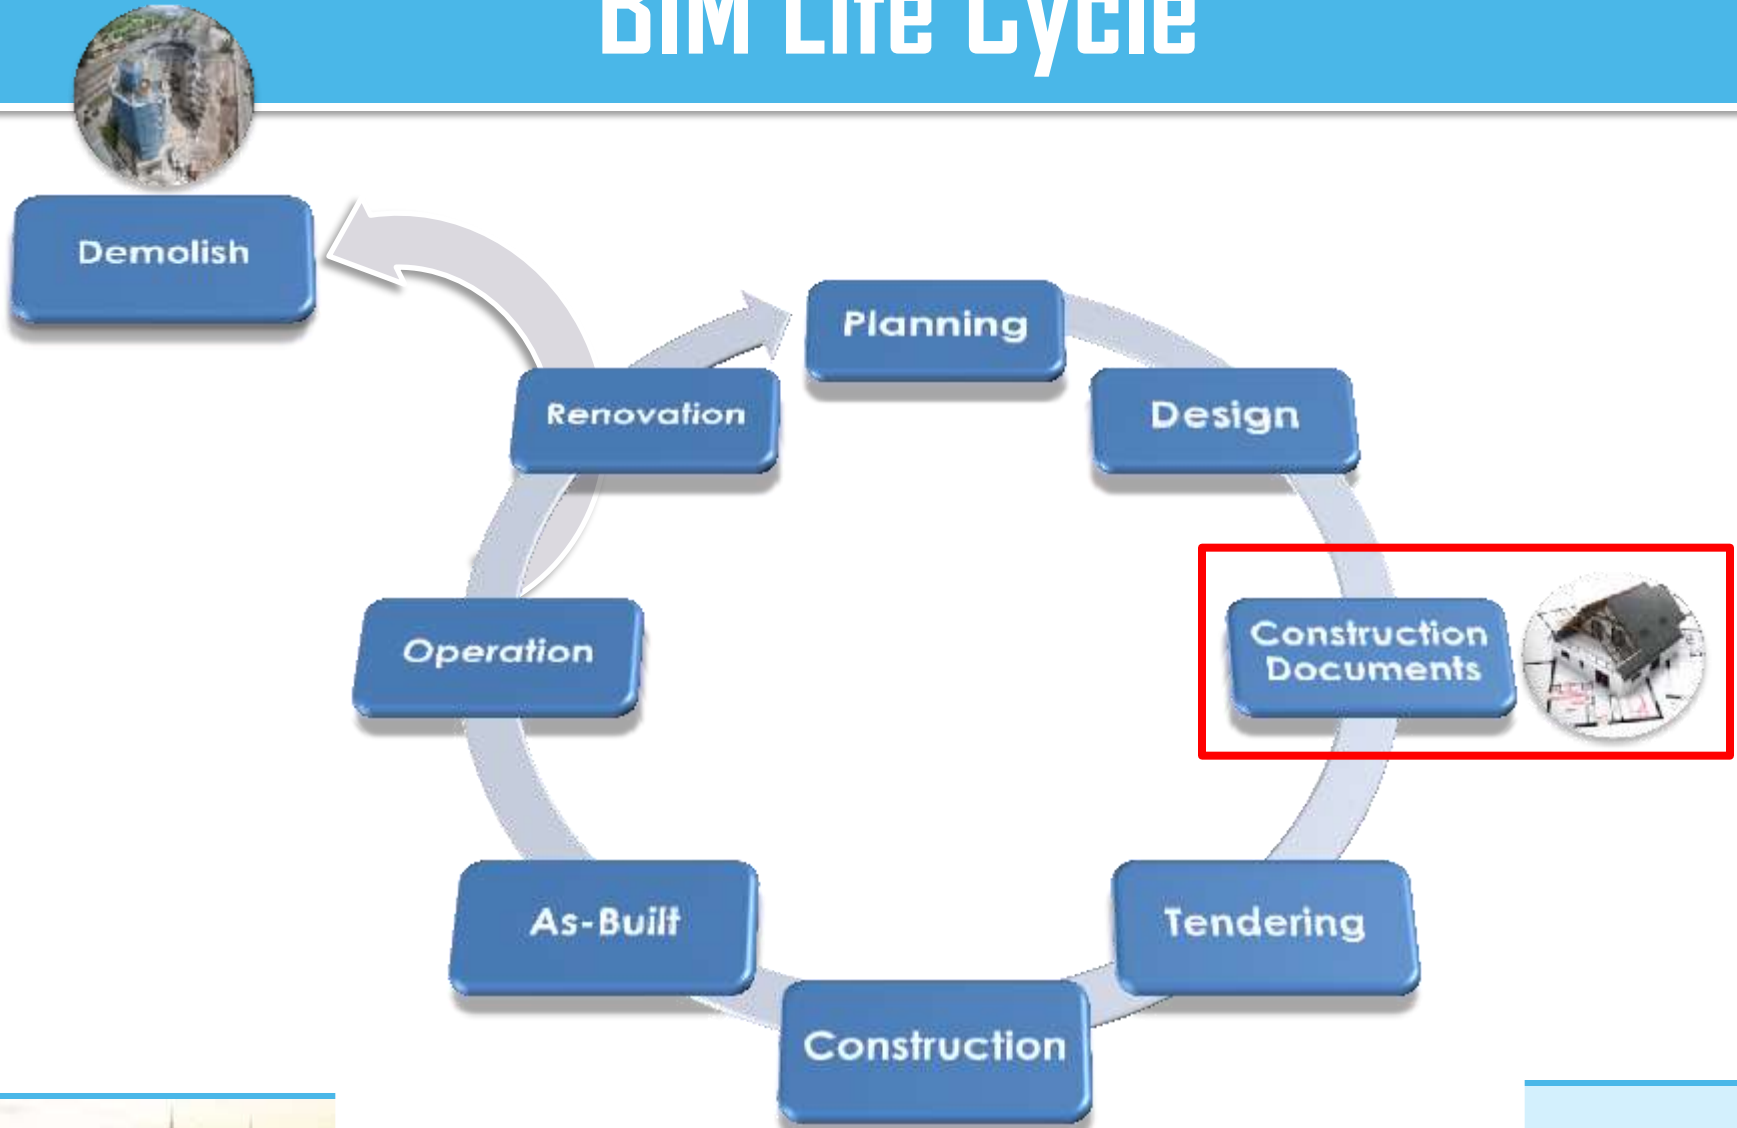 BIM Life Cycle
Demolish
Planning
Renovation
Design
Operation
Construction
Documents
As-Built
Tendering
Construction